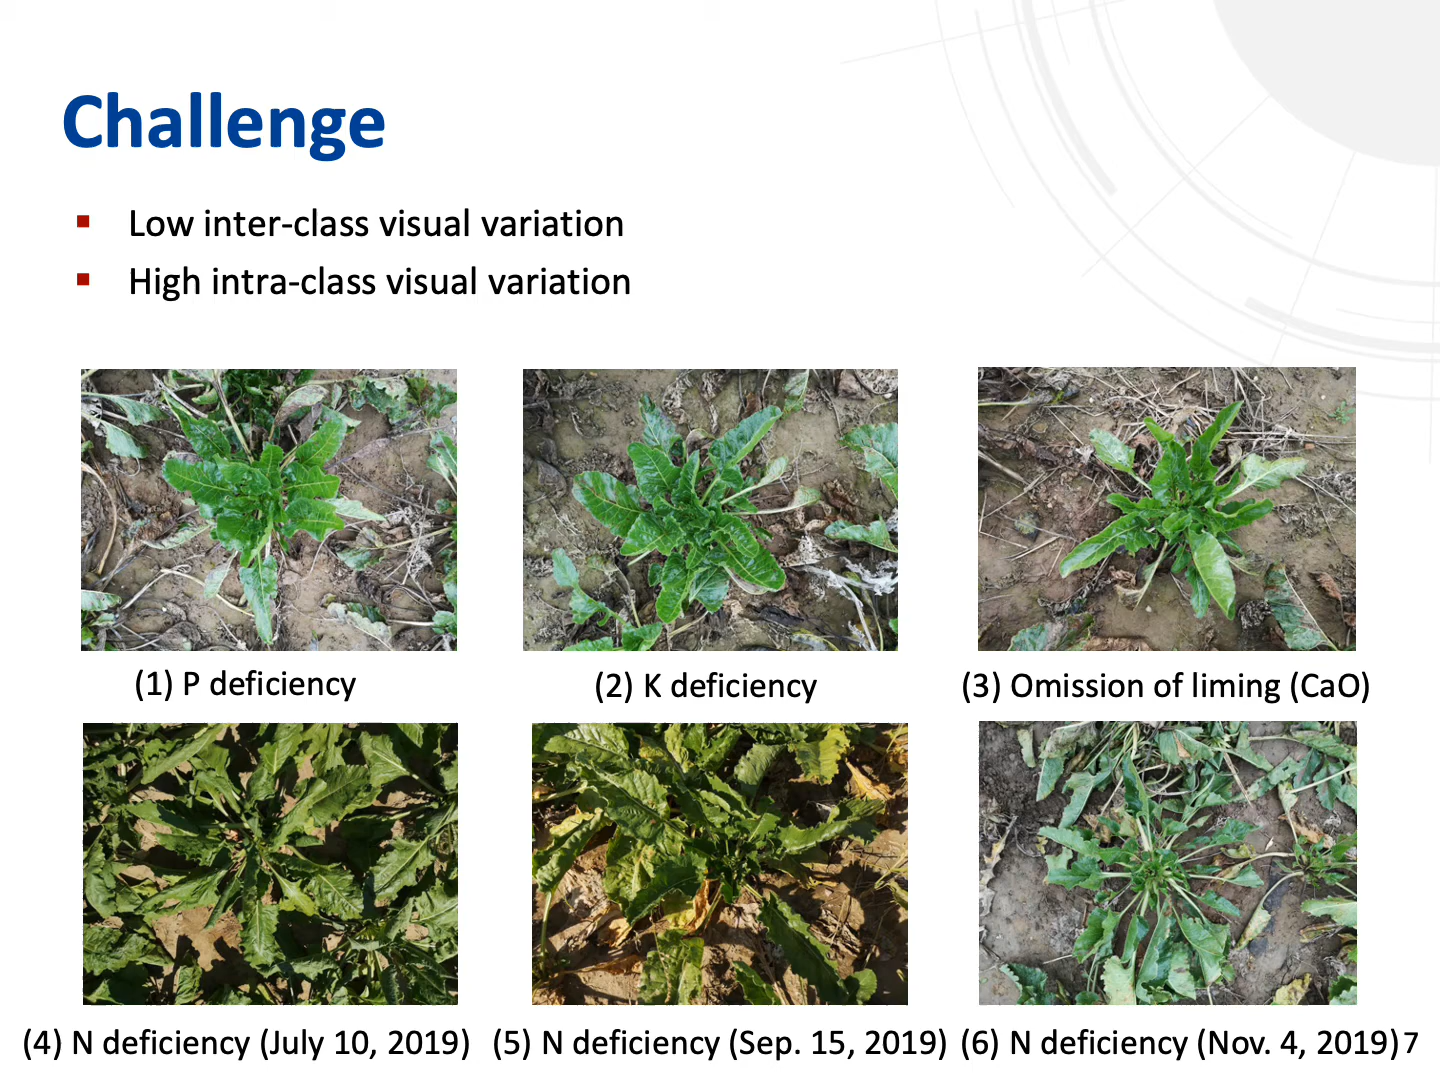 Challenge
▪ Low inter-class visual variation
▪ High intra-class visual variation
(1) P deficiency
(2) K deficiency
(3) Omission of liming (CaO)
(4) N deficiency (July 10, 2019)
(5) N deficiency (Sep. 15, 2019)
(6) N deficiency (Nov. 4, 2019)
7